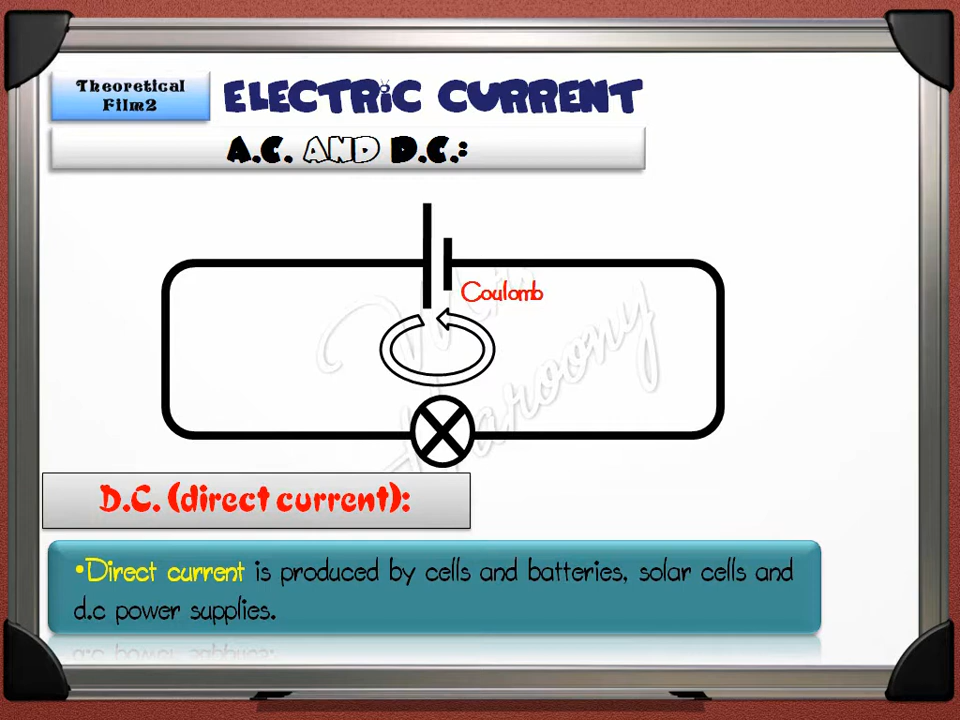 Theoretical
Film2
ELECTRIC CURRENT
A.C. AND D.C.:
Coulomb
Haroony
D.C. (direct current):
•Direct current is produced by cells and batteries, solar cells and
d.c power supplies.